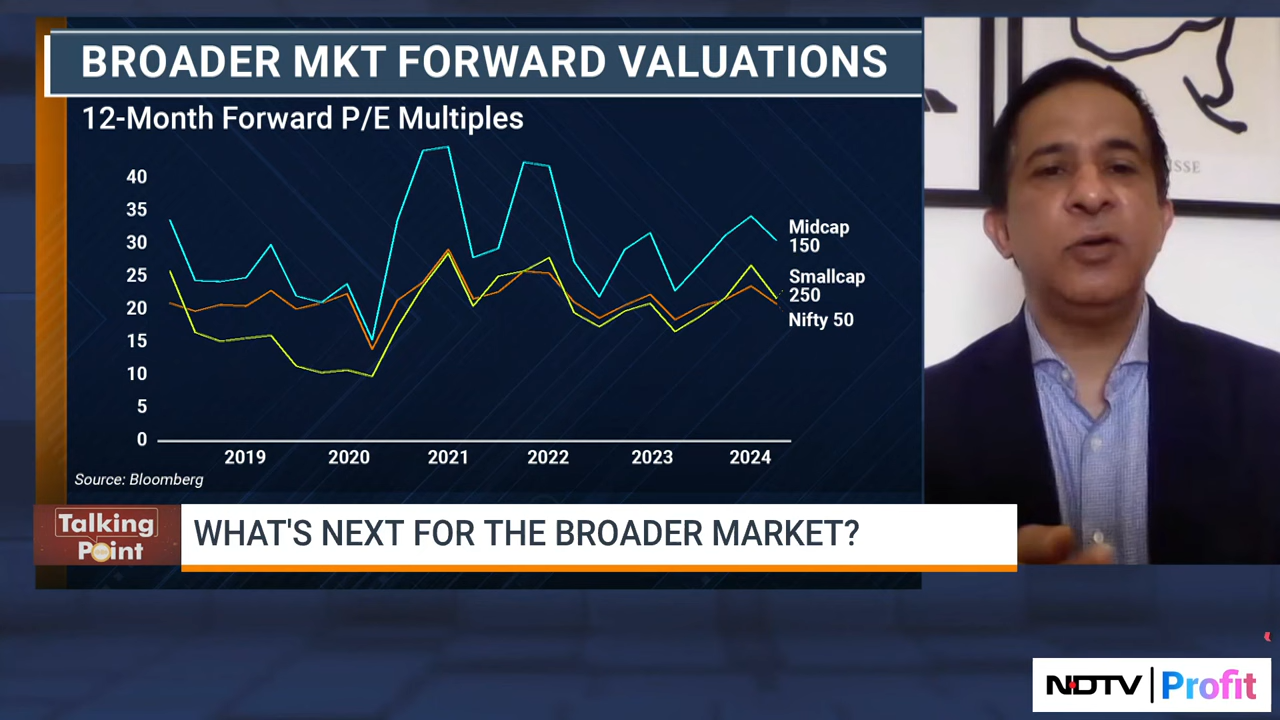 BROADER MKT FORWARD VALUATIONS
12-Month Forward P/E Multiples
40
35
30
25
20
15
10
5
0
Midcap
150
Smallcap
250
Nifty 50
2019 2020 2021 2022 2023 2024
Source: Bloomberg
Talking
Point
WHAT'S NEXT FOR THE BROADER MARKET?
NDTV Profit